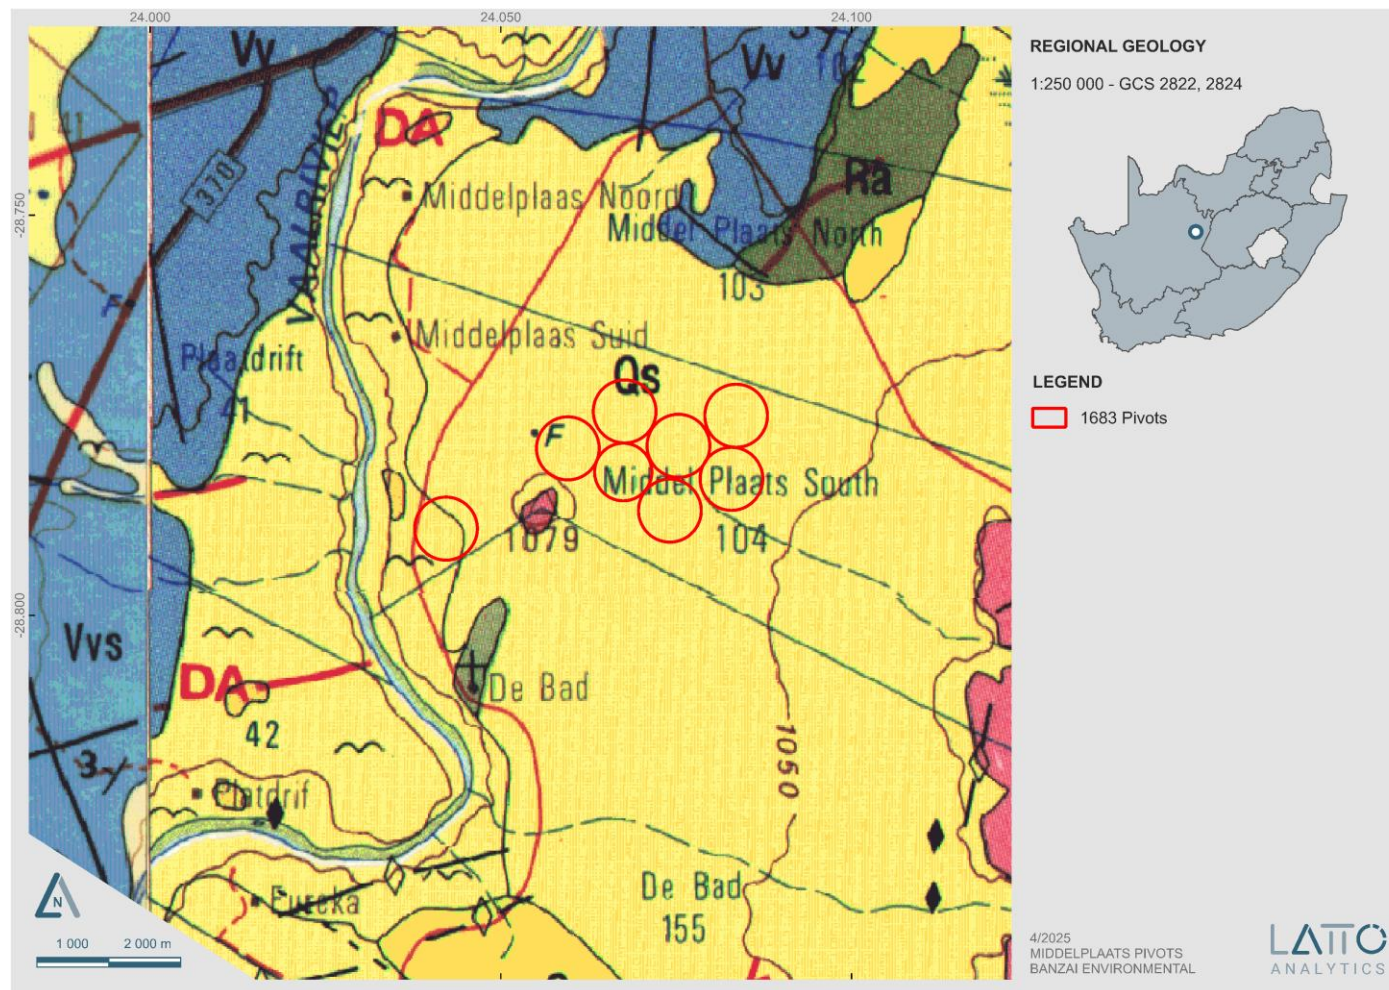 24.000
24.050
24.100
REGIONAL GEOLOGY
1:250 000 - GCS 2822, 2824
Vv
Vv
102
DA
Ra
370
VAALRIVIER
Middelplaas Noord
Middel Plaats North
103
-28.750
F
Middelplaas Suid
Plaatdrift
41
Qs
LEGEND
1683 Pivots
F
Middel Plaats South
104
1079
-28.800
Vvs
DA
42
De Bad
1050
3
Platdrif
Eureka
De Bad
155
N
1 000
2 000 m
4/2025
MIDDELPLAATS PIVOTS
BANZAI ENVIRONMENTAL
LATTO
ANALYTICS